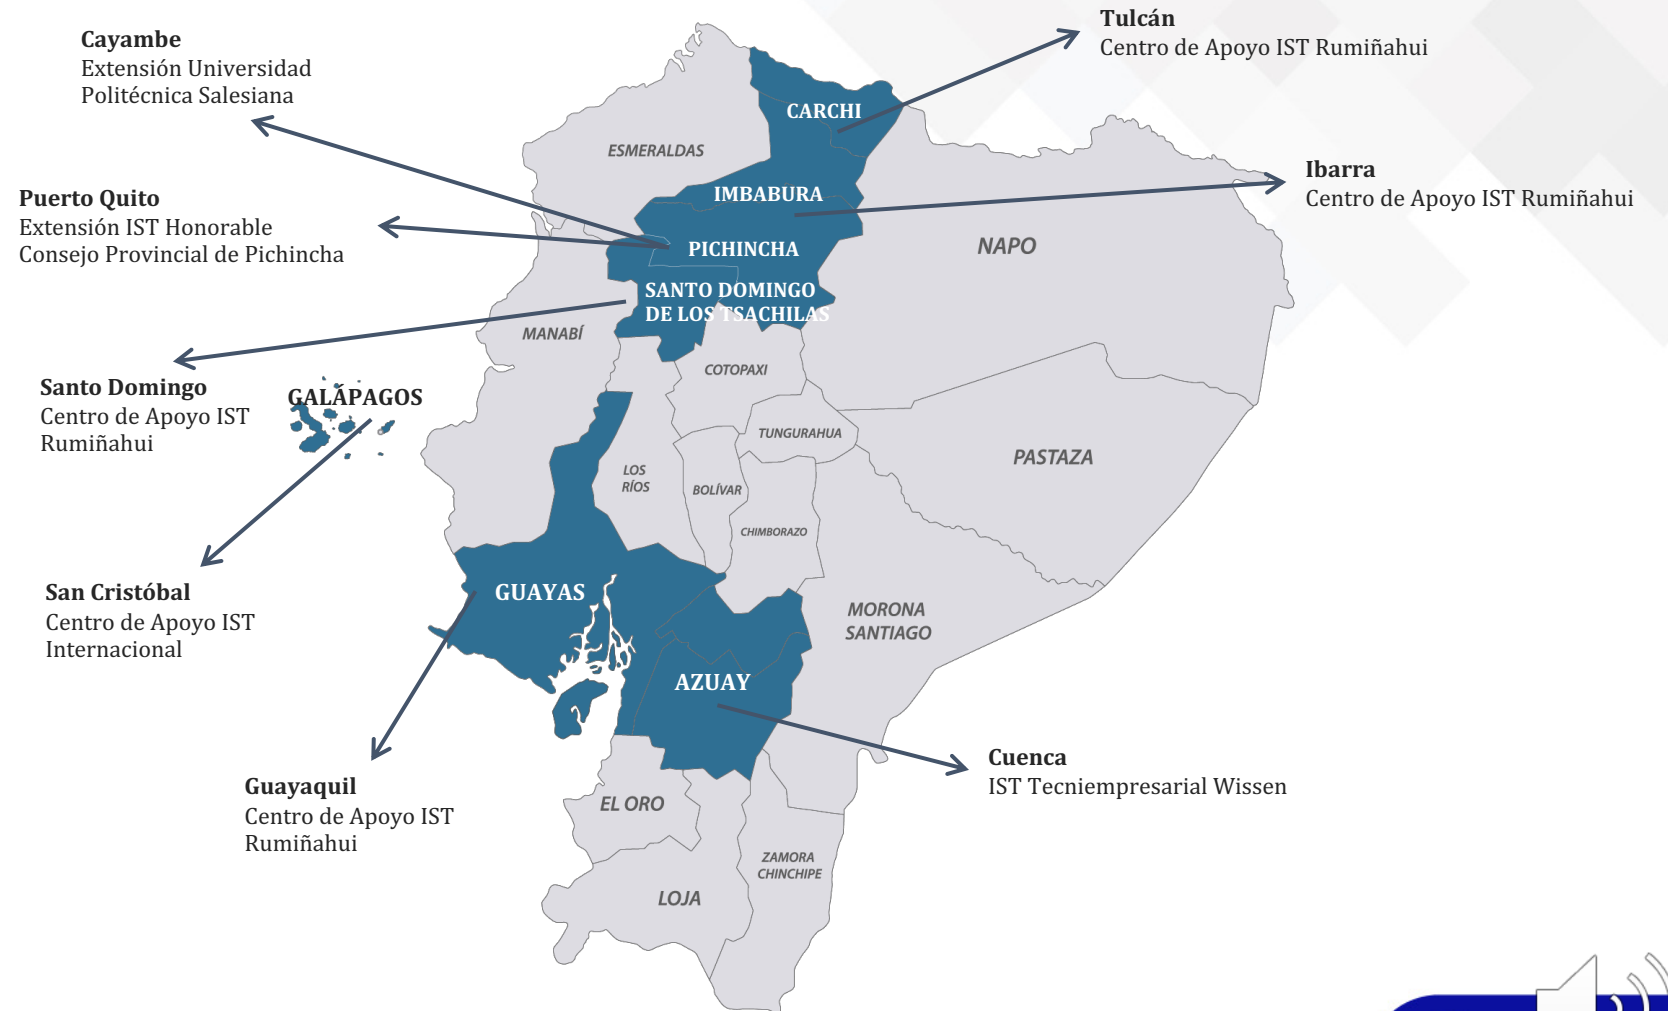 Tulcán
Centro de Apoyo IST Rumiñahui
Cayambe
Extensión Universidad
Politécnica Salesiana
CARCHI
ESMERALDAS
Ibarra
Centro de Apoyo IST Rumiñahui
IMBABURA
Puerto Quito
Extensión IST Honorable
Consejo Provincial de Pichincha
PICHINCHA
NAPO
SANTO DOMINGO
DE LOS TSACHILAS
MANABÍ
COTOPAXI
Santo Domingo
Centro de Apoyo IST
Rumiñahui
GALÁPAGOS
TUNGURAHUA
PASTAZA
LOS
RÍOS
BOLÍVAR
CHIMBORAZO
San Cristóbal
Centro de Apoyo IST
Internacional
GUAYAS
MORONA
SANTIAGO
AZUAY
Cuenca
IST Tecniempresarial Wissen
Guayaquil
Centro de Apoyo IST
Rumiñahui
EL ORO
ZAMORA
CHINCHIPE
LOJA